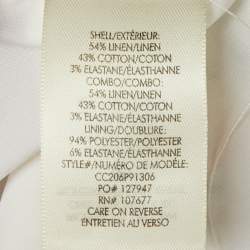 SHELL/EXTÉRIEUR:
54% LINEN/LINEN
43% COTTON/COTON
3% ELASTANE/ÉLASTHANNE
COMBO/COMBO:
54% LINEN/LINEN
43% COTTON/COTON
3% ELASTANE/ÉLASTHANNE
LINING/DOUBLURE:
94% POLYESTER/POLYESTER
6% ELASTANE/ÉLASTHANNE
STYLE#/NUMÉRO DE MODÈLE:
CC206P91306
PO# 127947
RN# 107677
CARE ON REVERSE
ENTRETIEN AU VERSO